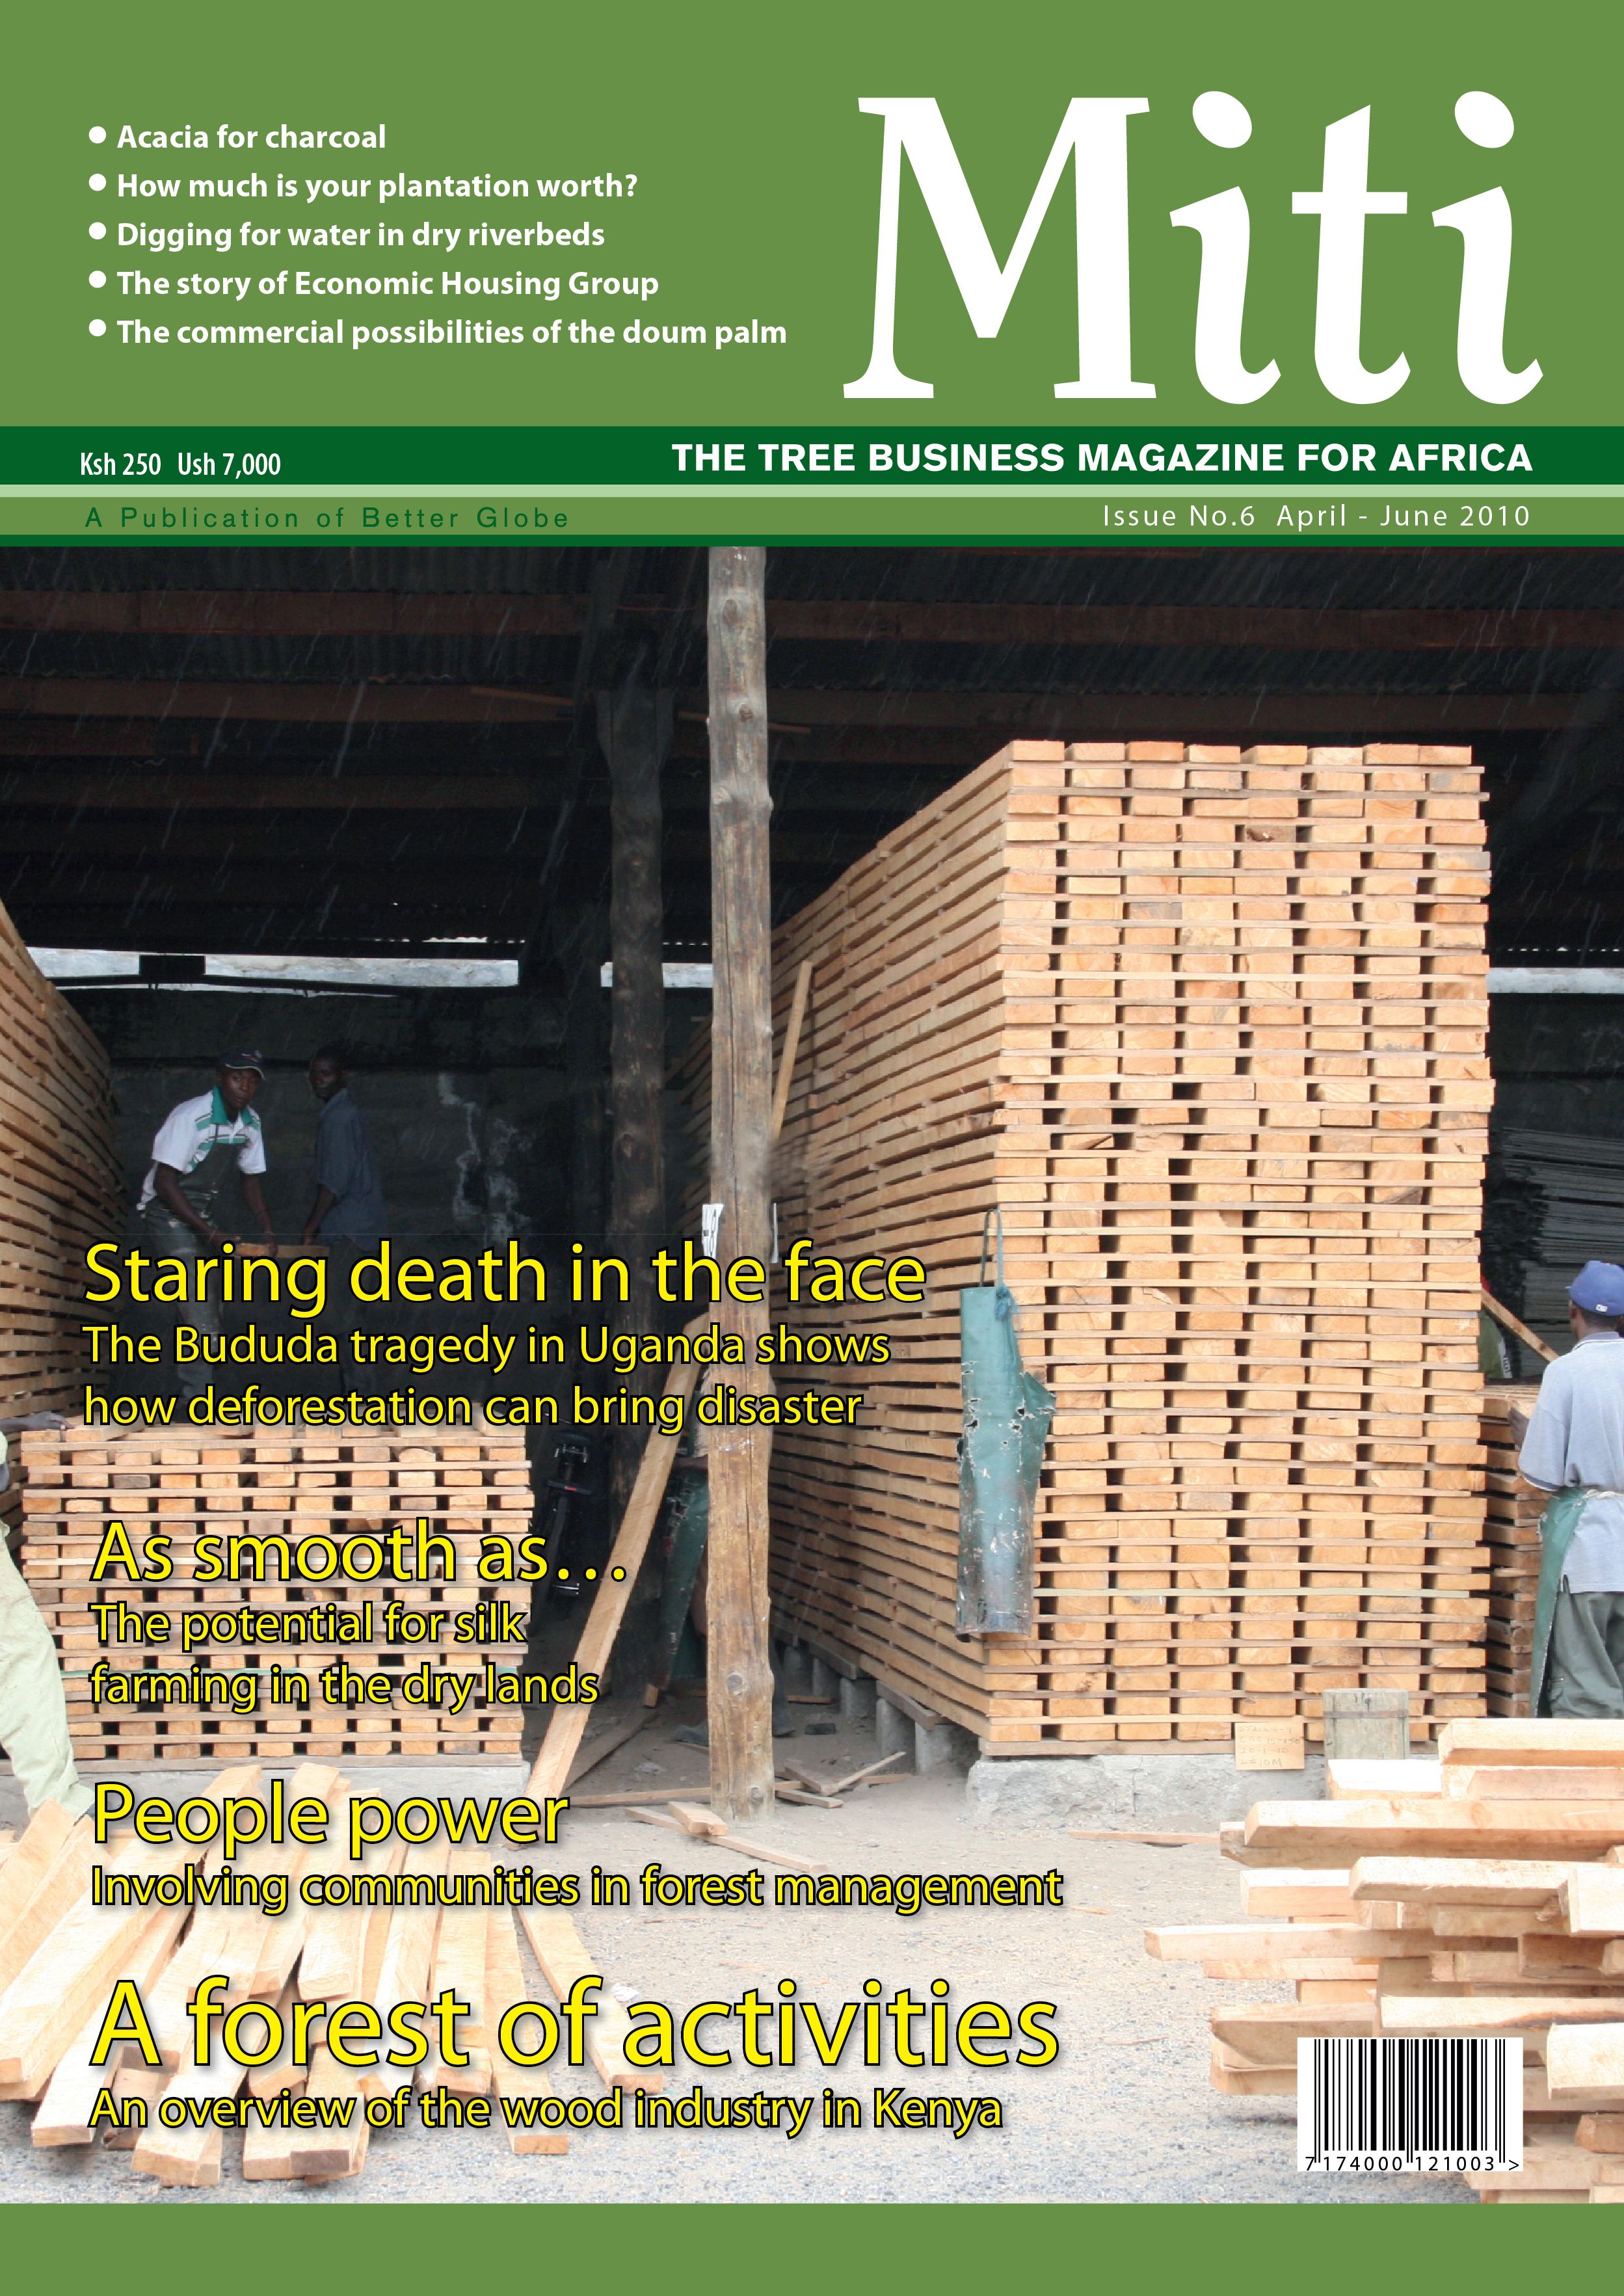 • Acacia for charcoal
• How much is your plantation worth?
• Digging for water in dry riverbeds
• The story of Economic Housing Group
• The commercial possibilities of the doum palm
Miti
Ksh 250 Ush 7,000
THE TREE BUSINESS MAGAZINE FOR AFRICA
A Publication of Better Globe
Issue No.6 April - June 2010
Staring death in the face
The Bududa tragedy in Uganda shows
how deforestation can bring disaster
As smooth as...
The potential for silk
farming in the dry lands
People power
Involving communities in forest management
A forest of activities
An overview of the wood industry in Kenya
7 174000 121003 >